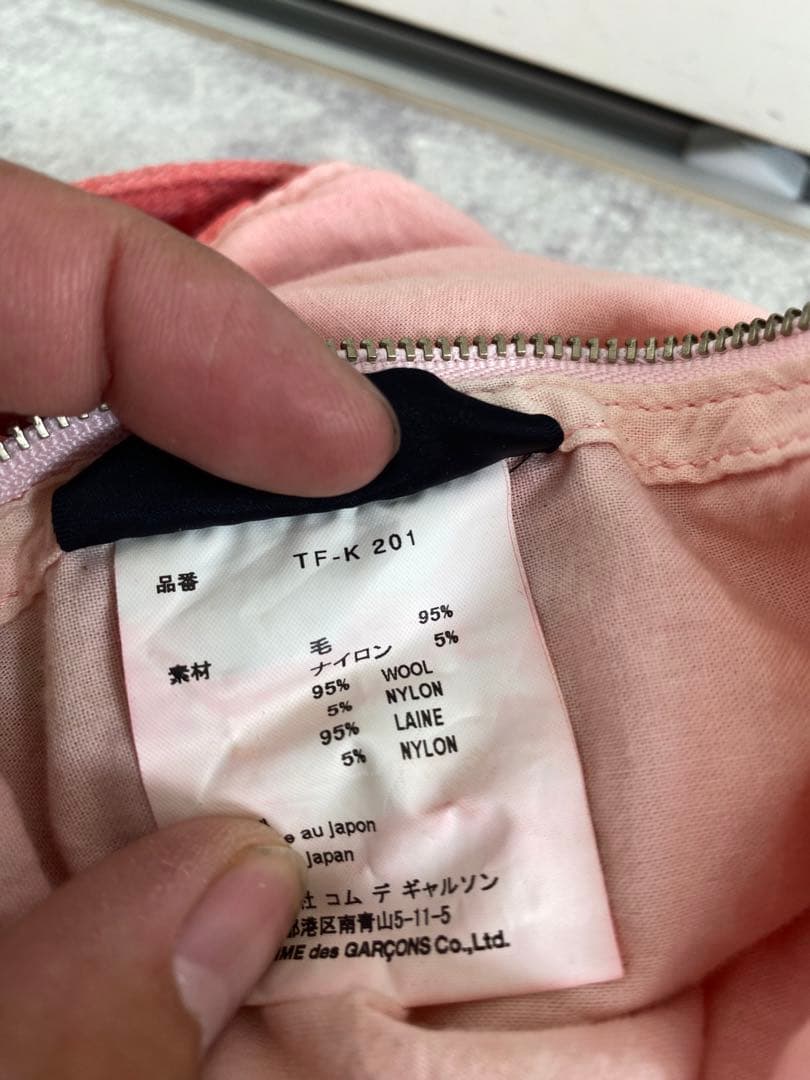 品番 TF-K 201
素材 毛 95%
ナイロン 5%
95% WOOL
5% NYLON
95% LAINE
5% NYLON
au japon
japan
社 コム デ ギャルソン
港区南青山5-11-5
des GARÇONS Co.,Ltd.